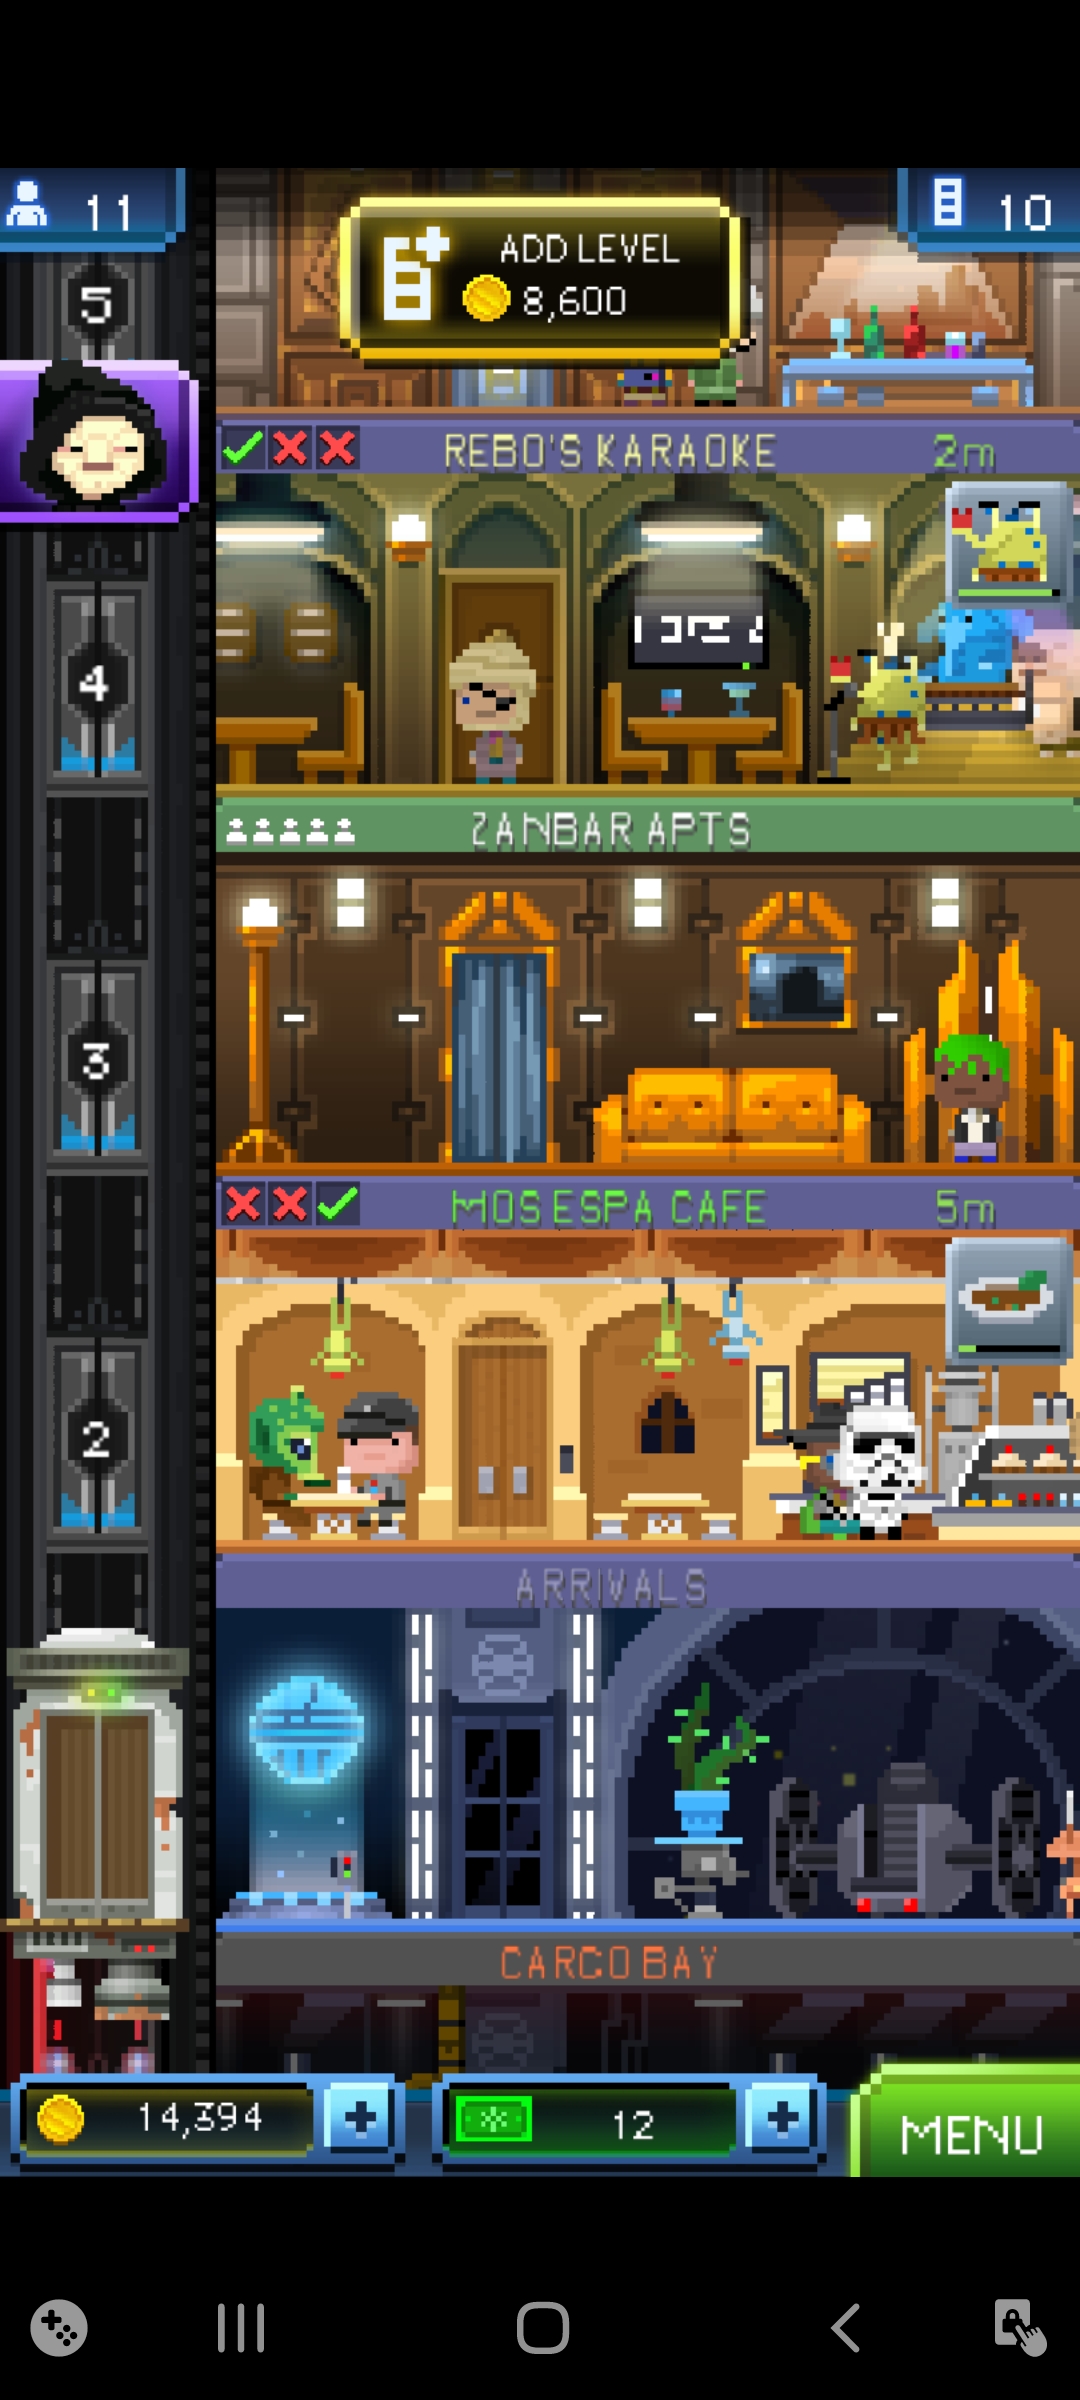 11
10
ADD LEVEL
8,600
5
REBO'S KARAOKE
2m
4
ZANBAR APTS
3
MOS ESPA CAFE
5m
2
ARRIVALS
CARGO BAY
14,394
12
MENU